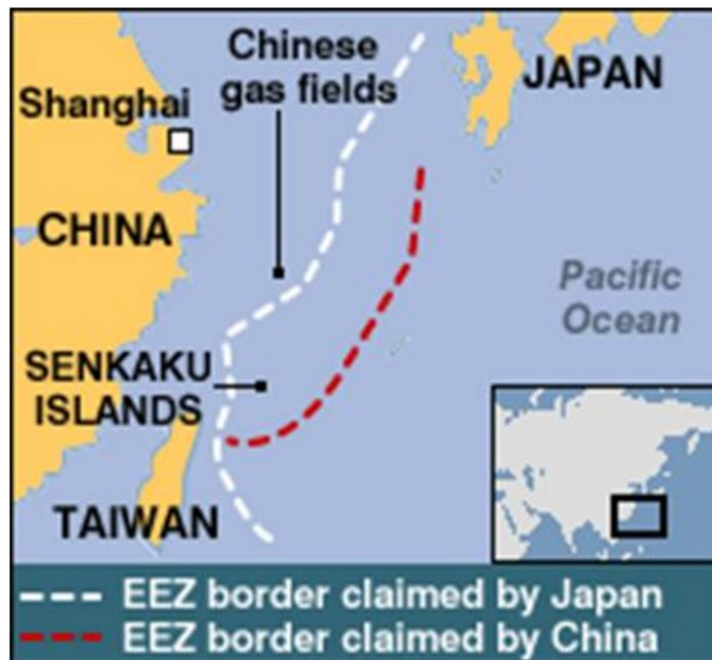 Chinese
gas fields
JAPAN
Shanghai
CHINA
Pacific
Ocean
SENKAKU
ISLANDS
TAIWAN
EEZ border claimed by Japan
EEZ border claimed by China